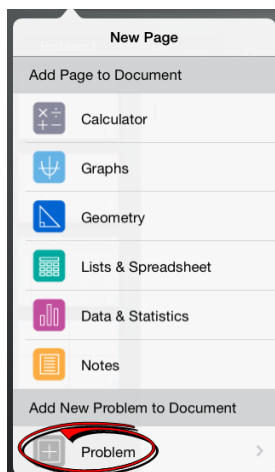 New Page
Add Page to Document
Calculator
Graphs
Geometry
Lists & Spreadsheet
Data & Statistics
Notes
Add New Problem to Document
Problem